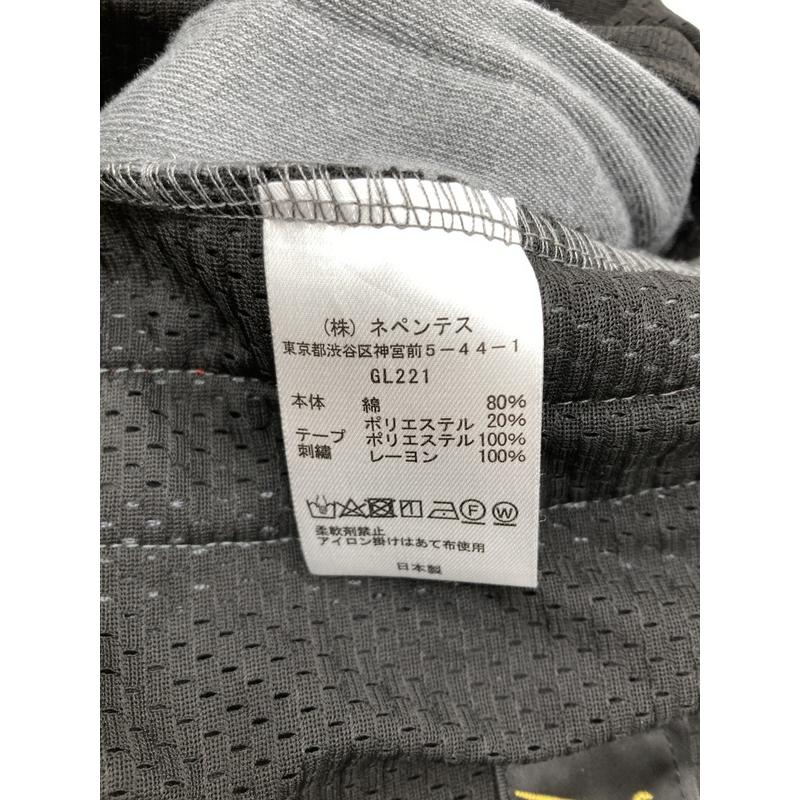 (株) ネペンテス
東京都渋谷区神宮前5-44-1
GL221
本体 綿 80%
ポリエステル 20%
テープ ポリエステル 100%
刺繍 レーヨン 100%
F W
柔軟剤禁止
アイロン掛けはあて布使用
日本製